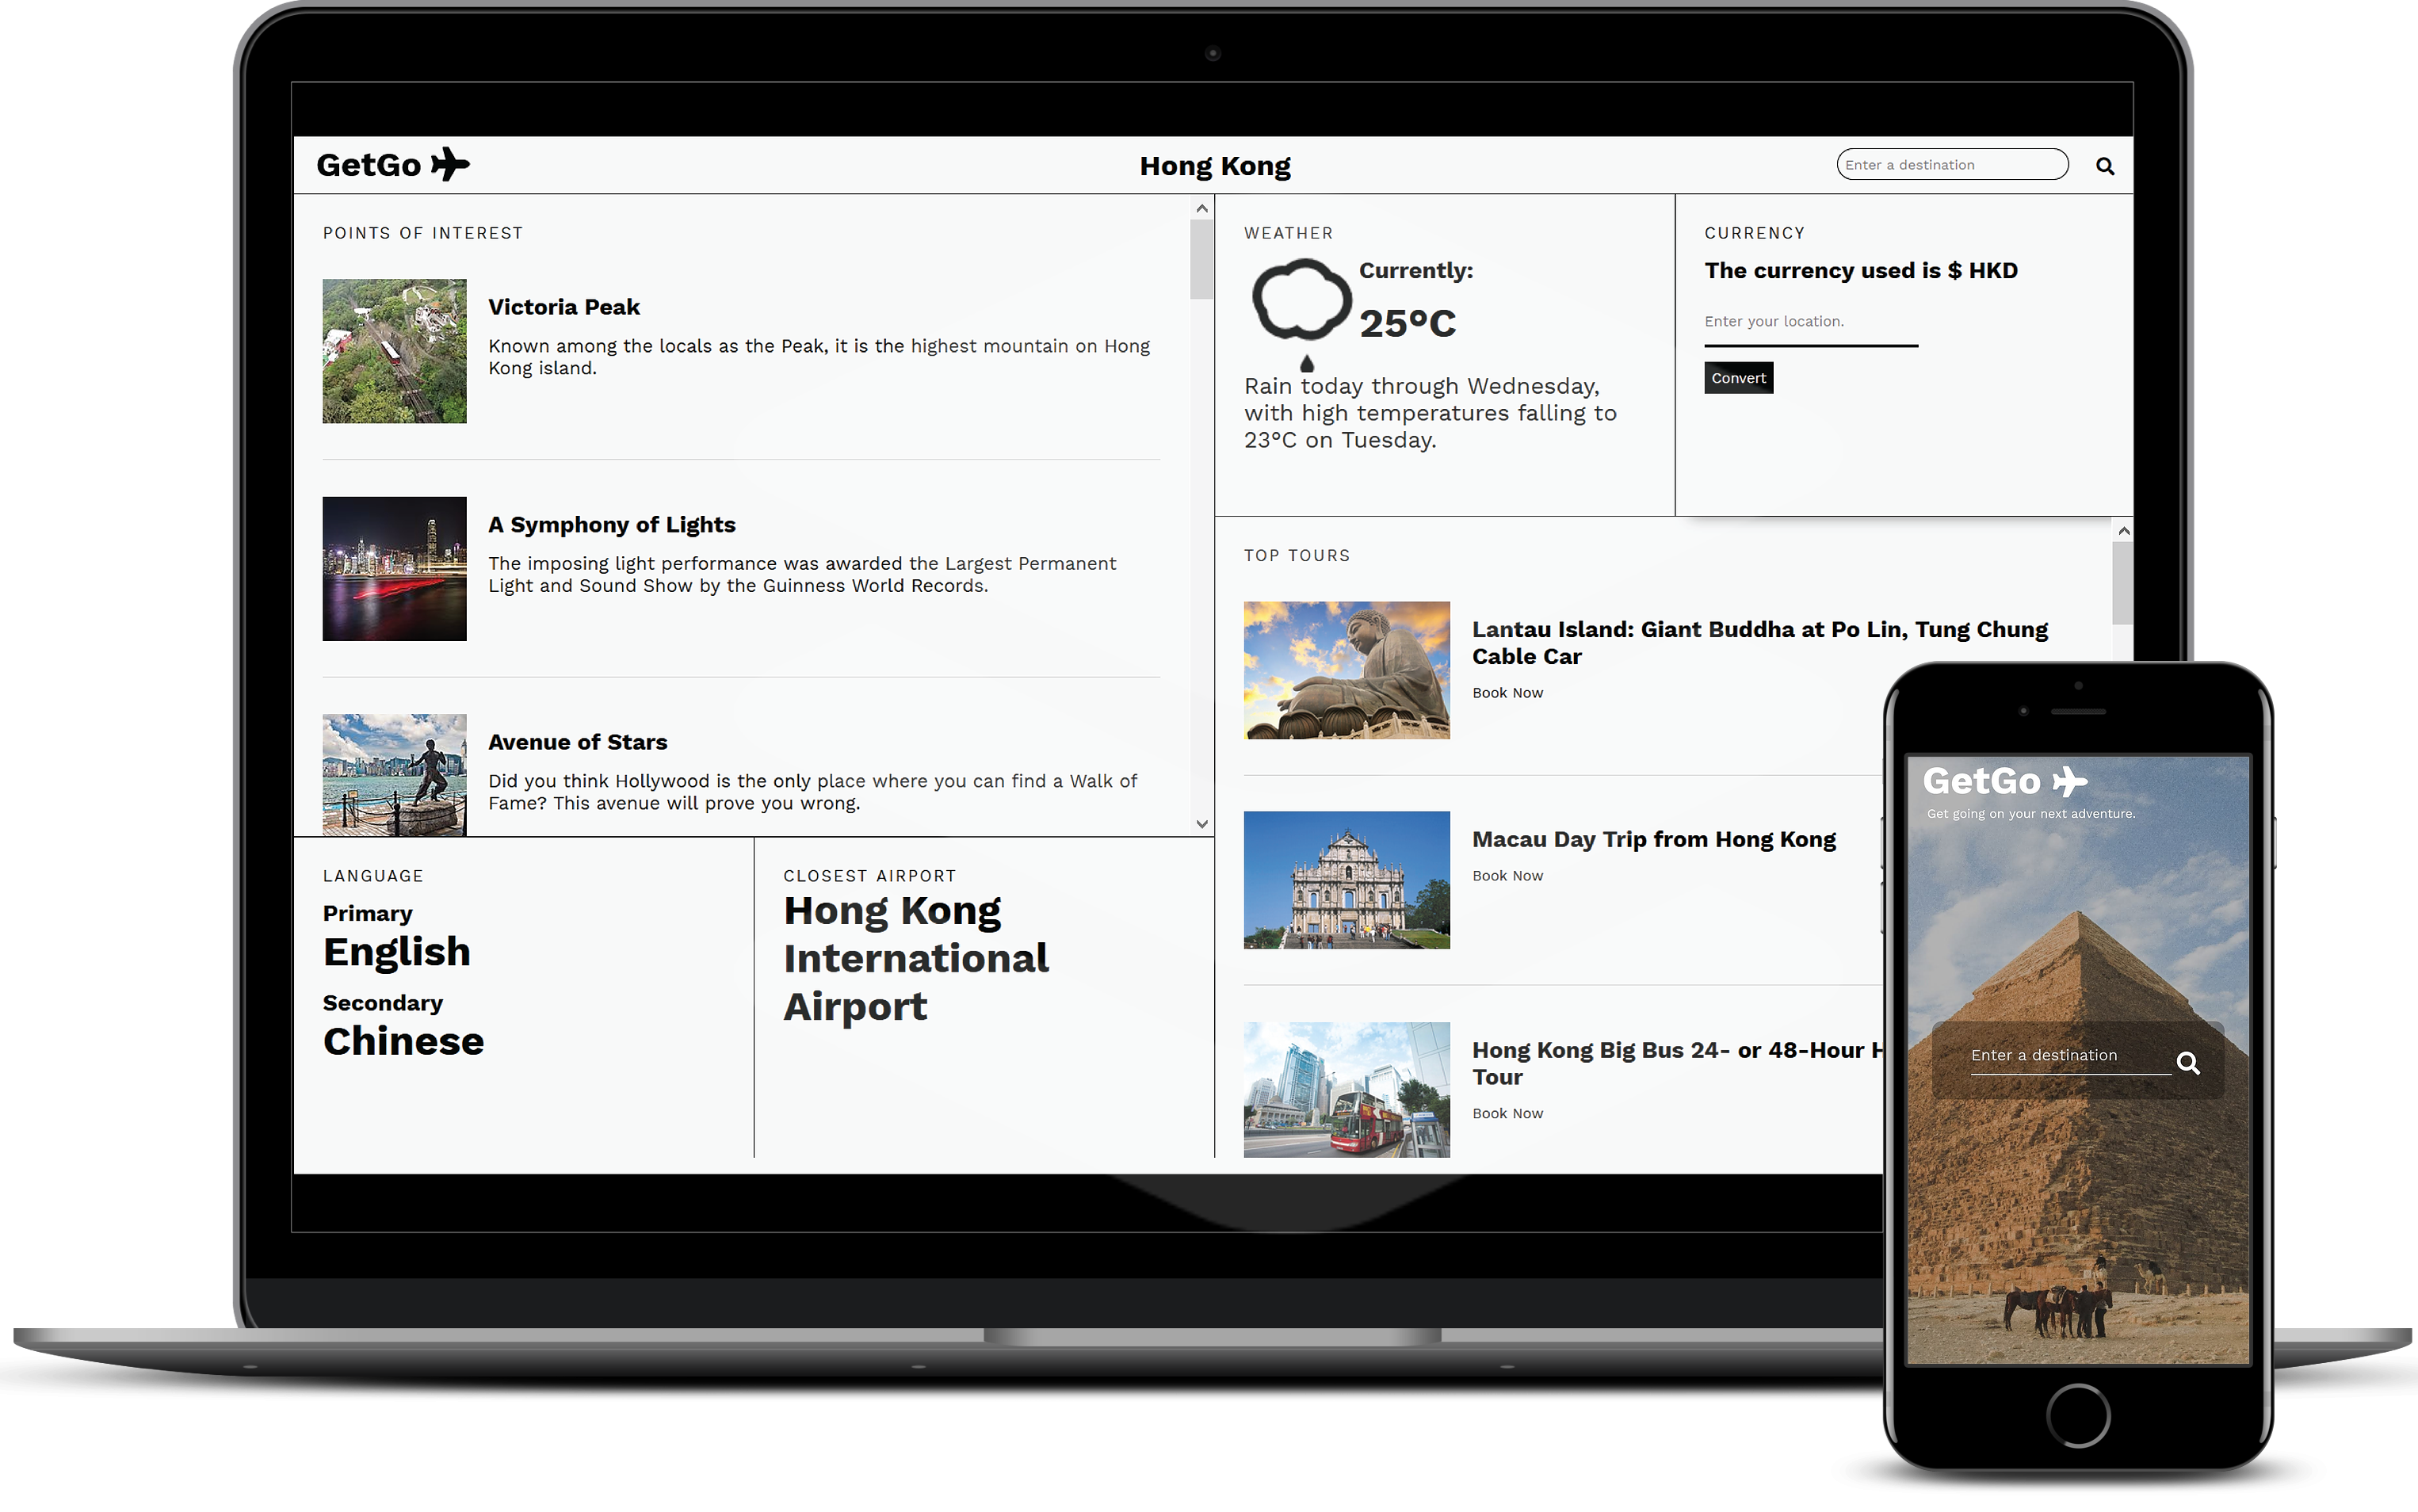 GetGo
Hong Kong
Enter a destination
POINTS OF INTEREST
Victoria Peak
Known among the locals as the Peak, it is the highest mountain on Hong
Kong island.
A Symphony of Lights
The imposing light performance was awarded the Largest Permanent
Light and Sound Show by the Guinness World Records.
Avenue of Stars
Did you think Hollywood is the only place where you can find a Walk of
Fame? This avenue will prove you wrong.
LANGUAGE
Primary
English
Secondary
Chinese
CLOSEST AIRPORT
Hong Kong
International
Airport
WEATHER
Currently:
25°C
Rain today through Wednesday,
with high temperatures falling to
23°C on Tuesday.
CURRENCY
The currency used is $ HKD
Enter your location.
Convert
TOP TOURS
Lantau Island: Giant Buddha at Po Lin, Tung Chung
Cable Car
Book Now
Macau Day Trip from Hong Kong
Book Now
Hong Kong Big Bus 24- or 48-Hour H
Tour
Book Now
GetGo
Get going on your next adventure.
Enter a destination